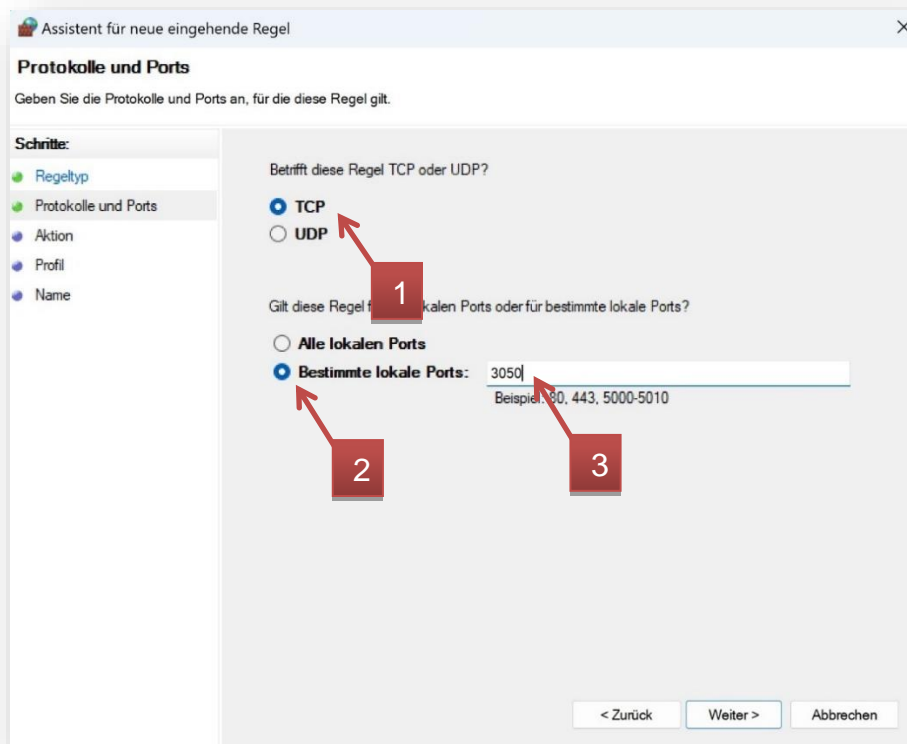 Assistent für neue eingehende Regel
Protokolle und Ports
Geben Sie die Protokolle und Ports an, für die diese Regel gilt.
Schritte:
Regeltyp
Protokolle und Ports
Aktion
Profil
Name
Betrifft diese Regel TCP oder UDP?
TCP
UDP
1
Gilt diese Regel f kalen Ports oder für bestimmte lokale Ports?
Alle lokalen Ports
Bestimmte lokale Ports: 3050
Beispiel: 80, 443, 5000-5010
2
3
< Zurück Weiter > Abbrechen